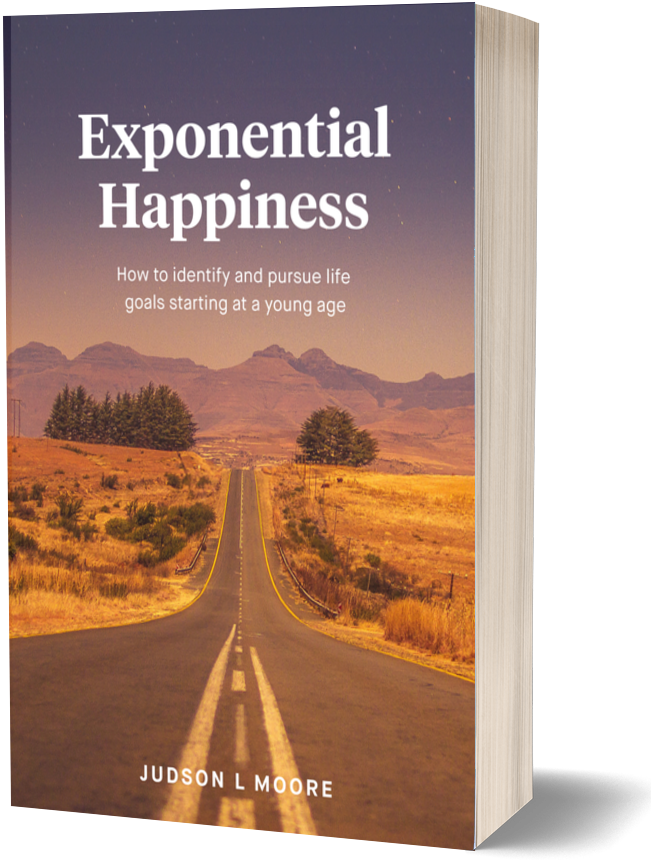 Exponential
Happiness
How to identify and pursue life
goals starting at a young age
JUDSON L MOORE